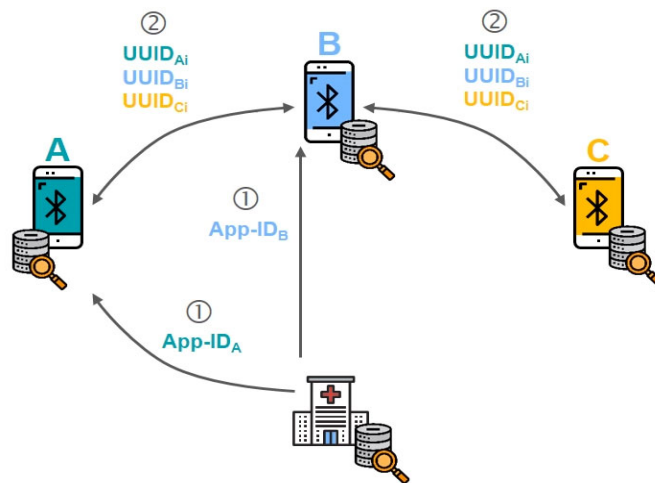 ②
UUIDAi
UUIDBi
UUIDCi
B
②
UUIDAi
UUIDBi
UUIDCi
A
C
①
App-IDB
①
App-IDA